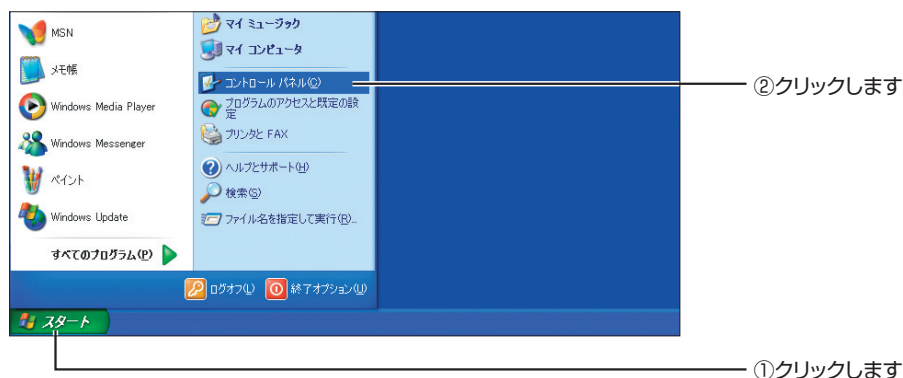 MSN
メモ帳
Windows Media Player
Windows Messenger
ペイント
Windows Update
すべてのプログラム(P)
マイ ミュージック
マイ コンピュータ
コントロール パネル(C)
プログラムのアクセスと既定の設
定
プリンタと FAX
ヘルプとサポート(H)
検索(S)
ファイル名を指定して実行(R)...
ログオフ(L)
終了オプション(U)
スタート
②クリックします
①クリックします